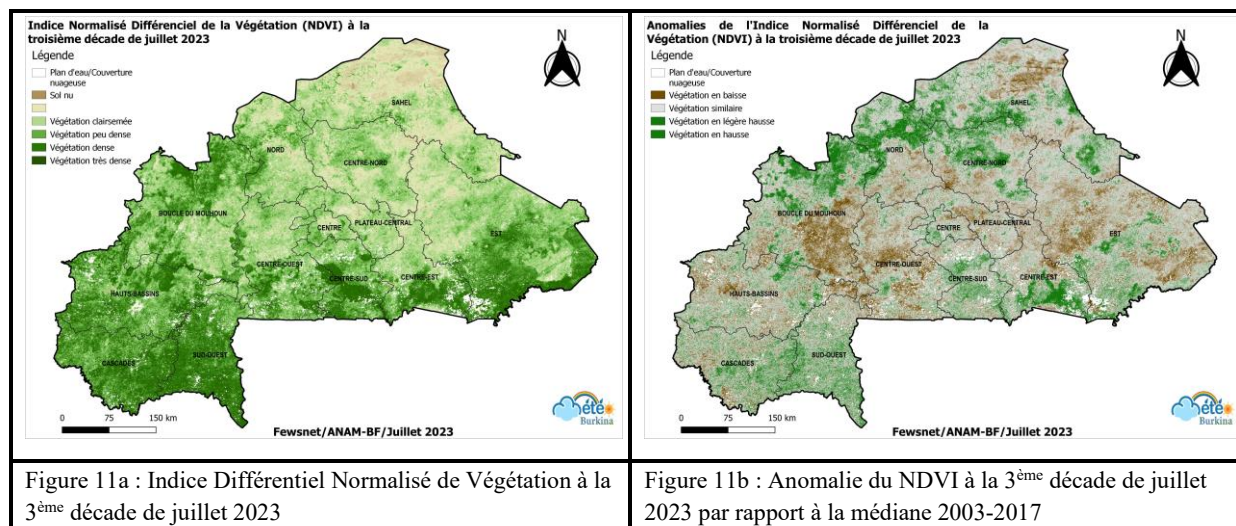 Indice Normalisé Différenciel de la Végétation (NDVI) à la
troisième décade de juillet 2023
Légende
Plan d'eau/Couverture
nuageuse
Sol nu
Végétation clairsemée
Végétation peu dense
Végétation dense
Végétation très dense
N
SAHEL
NORD
CENTRE-NORD
BOUCLE DU MOUHOUN
PLATEAU-CENTRAL
CENTRE
EST
CENTRE-OUEST
CENTRE-SUD
CENTRE-EST
HAUTS-BASSINS
CASCADES
SUD-OUEST
0 75 150 km
Fewsnet/ANAM-BF/Juillet 2023
Météo
Burkina
Anomalies de l'Indice Normalisé Différenciel de la
Végétation (NDVI) à la troisième décade de juillet 2023
Légende
Plan d'eau/Couverture
nuageuse
Végétation en baisse
Végétation similaire
Végétation en légère hausse
Végétation en hausse
N
SAHEL
NORD
CENTRE-NORD
BOUCLE DU MOUHOUN
PLATEAU-CENTRAL
CENTRE
EST
CENTRE-OUEST
CENTRE-SUD
CENTRE-EST
HAUTS-BASSINS
CASCADES
SUD-OUEST
0 75 150 km
Fewsnet/ANAM-BF/Juillet 2023
Météo
Burkina
Figure 11a : Indice Différentiel Normalisé de Végétation à la
3ème décade de juillet 2023
Figure 11b : Anomalie du NDVI à la 3ème décade de juillet
2023 par rapport à la médiane 2003-2017